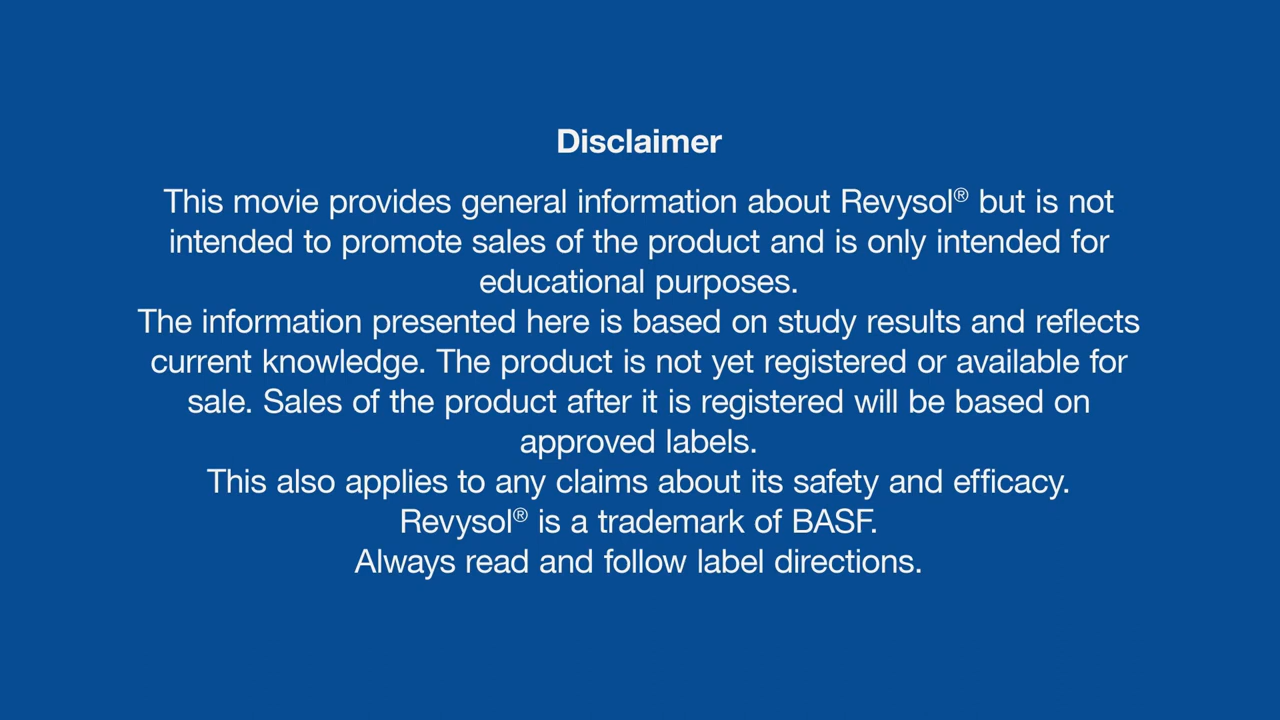 Disclaimer
This movie provides general information about Revysol® but is not
intended to promote sales of the product and is only intended for
educational purposes.
The information presented here is based on study results and reflects
current knowledge. The product is not yet registered or available for
sale. Sales of the product after it is registered will be based on
approved labels.
This also applies to any claims about its safety and efficacy.
Revysol® is a trademark of BASF.
Always read and follow label directions.